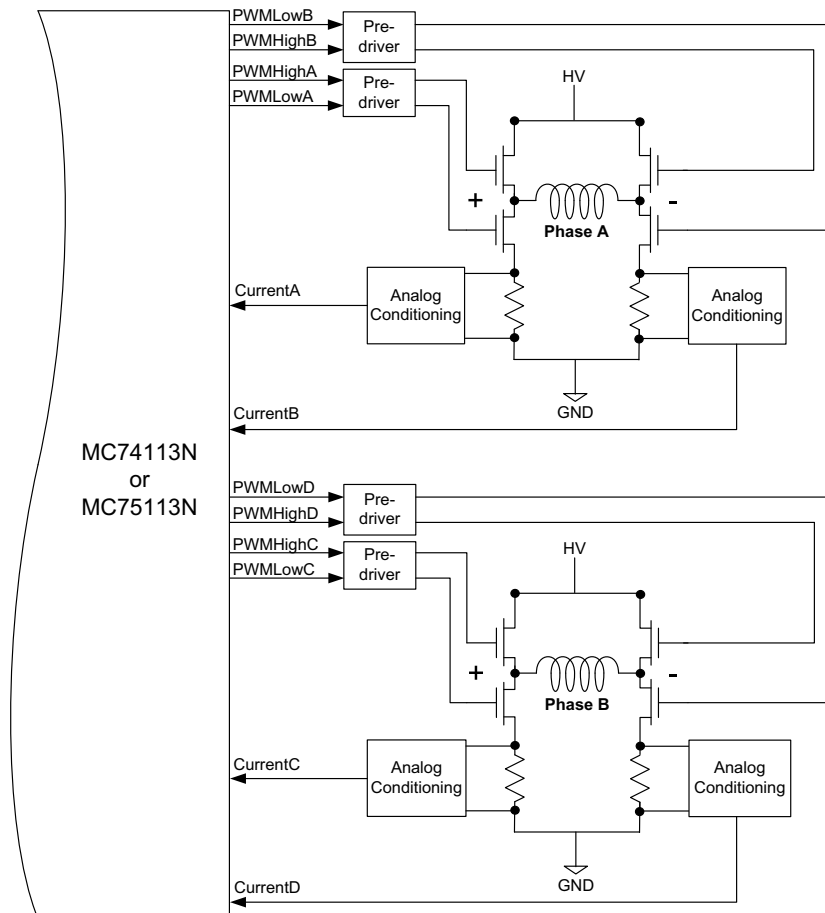 PWMLowB
PWMHighB
Pre-
driver
PWMHighA
PWMLowA
Pre-
driver
HV
+
-
Phase A
CurrentA
Analog
Conditioning
Analog
Conditioning
GND
CurrentB
MC74113N
or
MC75113N
PWMLowD
PWMHighD
Pre-
driver
PWMHighC
PWMLowC
Pre-
driver
HV
+
-
Phase B
CurrentC
Analog
Conditioning
Analog
Conditioning
GND
CurrentD